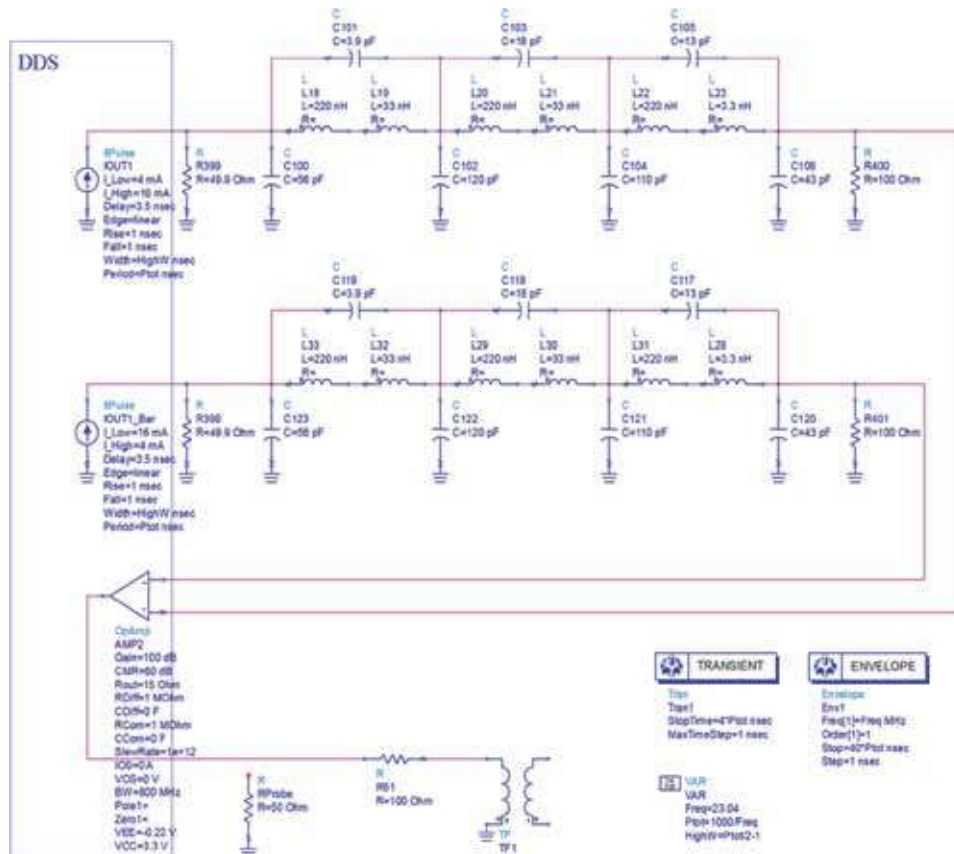 DDS
C
C101
C=3.9 pF
C
C103
C=18 pF
C
C105
C=13 pF
L
L18
L=220 nH
R=
L
L19
L=33 nH
R=
L
L20
L=220 nH
R=
L
L21
L=33 nH
R=
L
L22
L=220 nH
R=
L
L23
L=3.3 nH
R=
ItPulse
IOUT1
I_Low=4 mA
I_High=16 mA
Delay=3.5 nsec
Edge=linear
Rise=1 nsec
Fall=1 nsec
Width=HighW nsec
Period=Ptot nsec
R
R399
R=49.9 Ohm
C
C100
C=56 pF
C
C102
C=120 pF
C
C104
C=110 pF
C
C=43 pF
R
R400
R=100 Ohm
C
C119
C=3.9 pF
C
C118
C=18 pF
C
C117
C=13 pF
L
L33
L=220 nH
R=
L
L32
L=33 nH
R=
L
L29
L=220 nH
R=
L
L30
L=33 nH
R=
L
L31
L=220 nH
R=
L
L28
L=3.3 nH
R=
ItPulse
IOUT1_Bar
I_Low=16 mA
I_High=4 mA
Delay=3.5 nsec
Edge=linear
Rise=1 nsec
Fall=1 nsec
Width=HighW nsec
Period=Ptot nsec
R
R398
R=49.9 Ohm
C
C123
C=56 pF
C
C122
C=120 pF
C
C121
C=110 pF
C
C120
C=43 pF
R
R401
R=100 Ohm
OpAmp
AMP2
Gain=100 dB
CMR=60 dB
Rout=15 Ohm
RDiff=1 MOhm
CDiff=0 F
RCom=1 MOhm
CCom=0 F
SlewRate=1e+12
IOS=0A
VOS=0 V
BW=800 MHz
Pole1=
Zero1=
VEE=-0.22 V
VCC=3.3 V
R
RProbe
R=50 Ohm
R
R61
R=100 Ohm
TF
TF1
TRANSIENT
Tran
Tran1
StopTime=4*Ptot nsec
MaxTimeStep=1 nsec
ENVELOPE
Envelope
Env1
Freq[1]=Freq MHz
Order[1]=1
Stop=40*Ptot nsec
Step=1 nsec
VAR
VAR
Freq=23.04
Ptot=1000/Freq